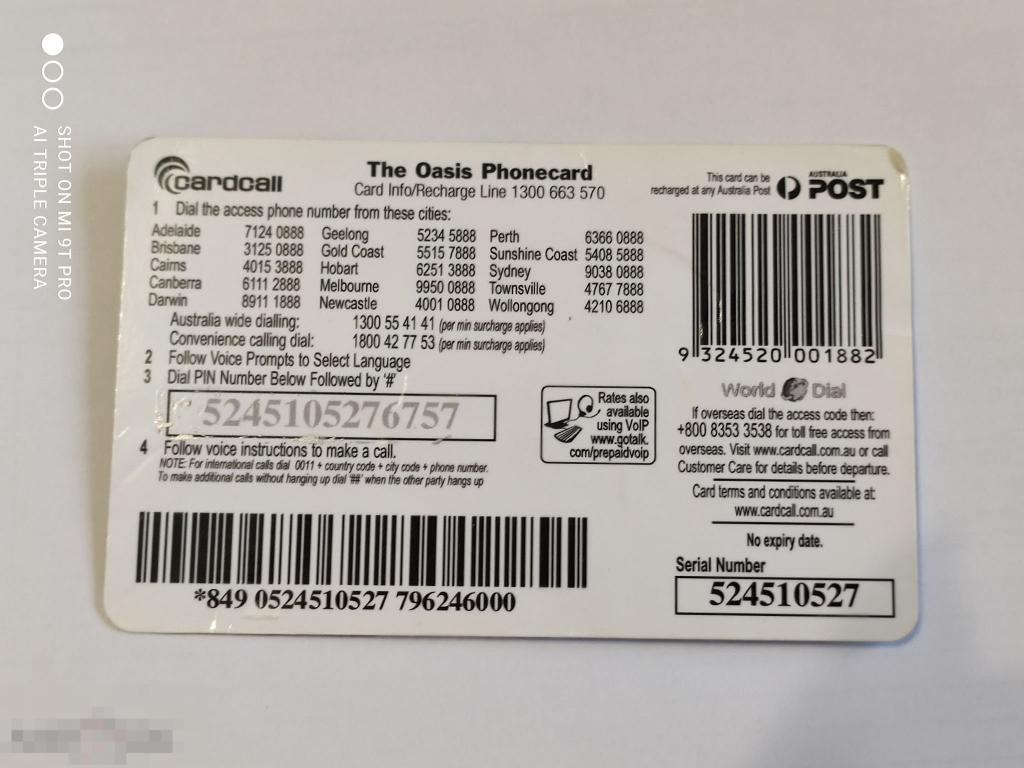 SHOT ON MI 9T PRO
AI TRIPLE CAMERA
cardcall
The Oasis Phonecard
Card Info/Recharge Line 1300 663 570
This card can be
recharged at any Australia Post
AUSTRALIA
POST
1 Dial the access phone number from these cities:
Adelaide 7124 0888 Geelong 5234 5888 Perth 6366 0888
Brisbane 3125 0888 Gold Coast 5515 7888 Sunshine Coast 5408 5888
Cairns 4015 3888 Hobart 6251 3888 Sydney 9038 0888
Canberra 6111 2888 Melbourne 9950 0888 Townsville 4767 7888
Darwin 8911 1888 Newcastle 4001 0888 Wollongong 4210 6888
Australia wide dialling: 1300 55 41 41 (per min surcharge applies)
Convenience calling dial: 1800 42 77 53 (per min surcharge applies)
2 Follow Voice Prompts to Select Language
3 Dial PIN Number Below Followed by '#'
5245105276757
4 Follow voice instructions to make a call.
NOTE: For international calls dial 0011 + country code + city code + phone number.
To make additional calls without hanging up dial '##' when the other party hangs up
Rates also
available
using VoIP
www.gotalk.
com/prepaidvoip
*849 0524510527 796246000
9 324520 001882
World Dial
If overseas dial the access code then:
+800 8353 3538 for toll free access from
overseas. Visit www.cardcall.com.au or call
Customer Care for details before departure.
Card terms and conditions available at:
www.cardcall.com.au
No expiry date.
Serial Number
524510527